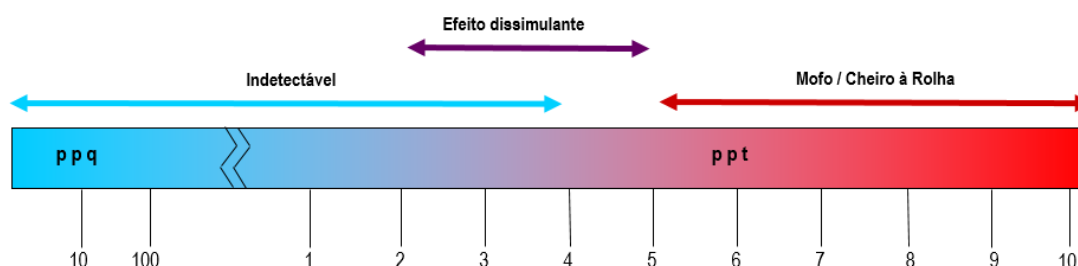 Efeito dissimulante
Indetectável
Mofo / Cheiro à Rolha
p p q
p p t
10 100 1 2 3 4 5 6 7 8 9 10